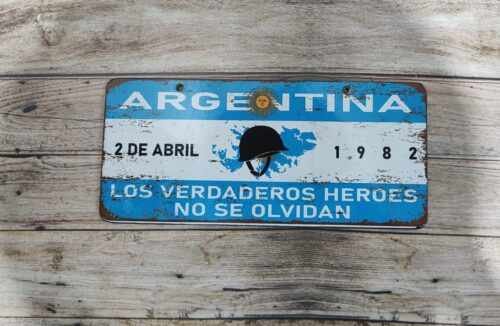 ARGENTINA
2 DE ABRIL 1982
LOS VERDADEROS HEROES
NO SE OLVIDAN